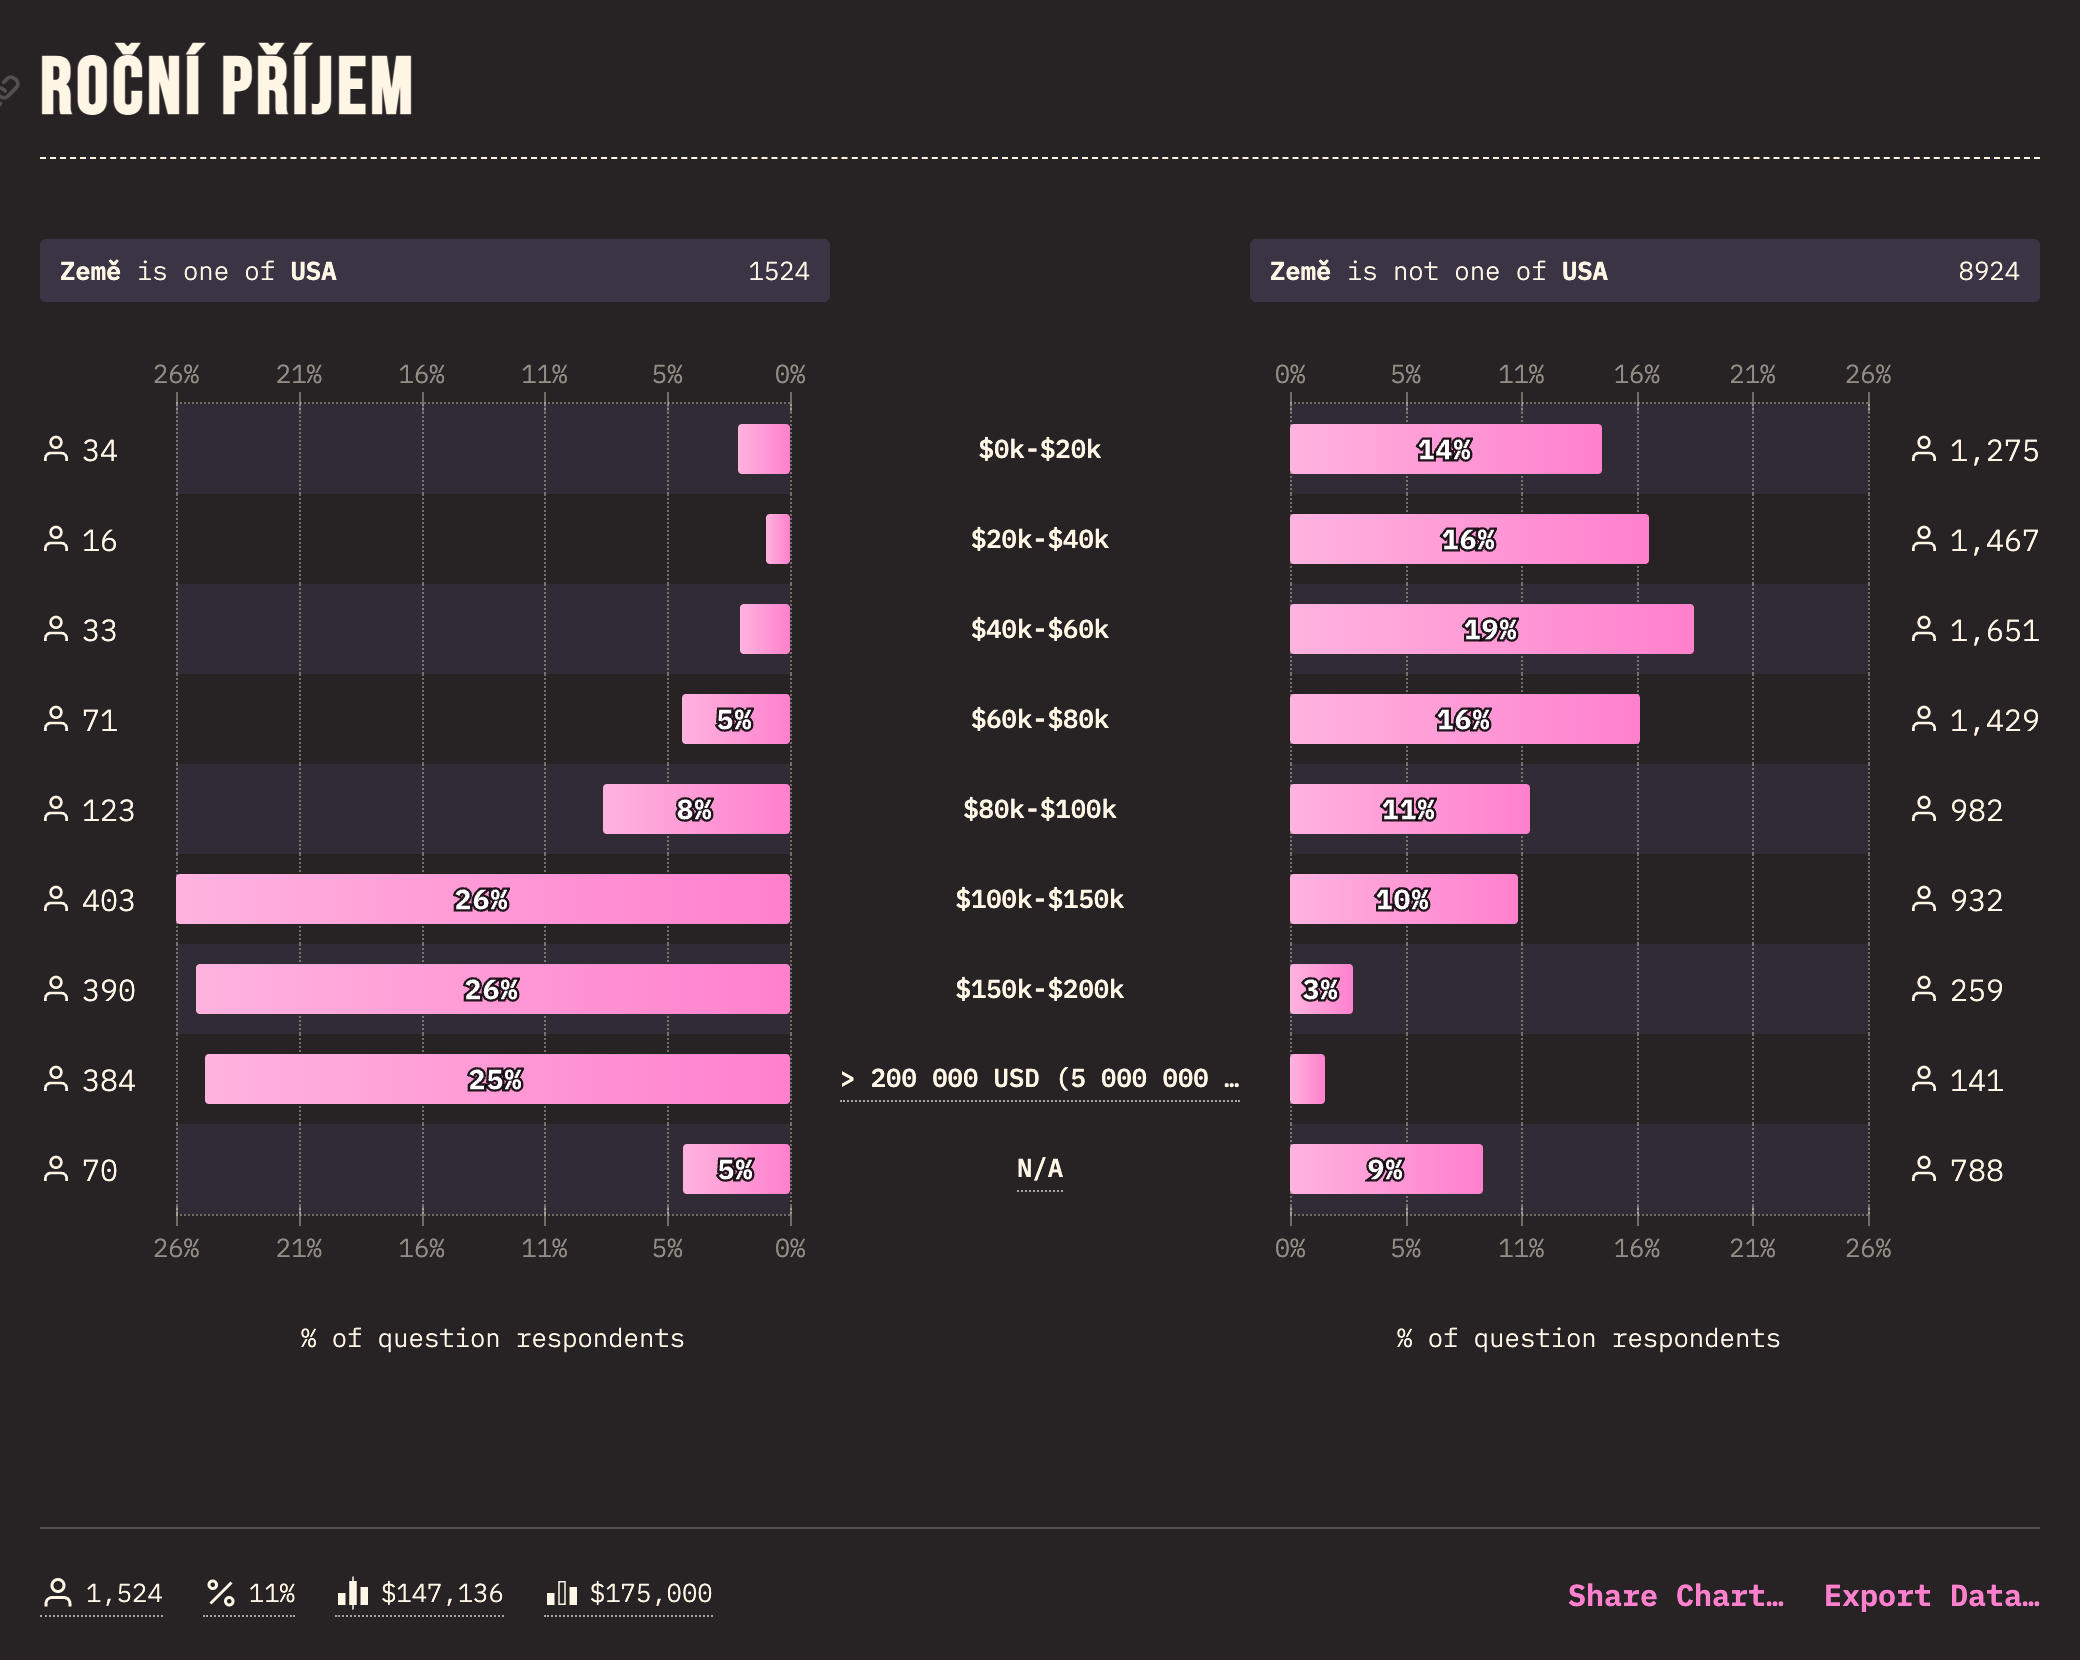 ROČNÍ PŘÍJEM
Země is one of USA 1524
Země is not one of USA 8924
26% 21% 16% 11% 5% 0%
0% 5% 11% 16% 21% 26%
34 $0k-$20k 14% 1,275
16 $20k-$40k 16% 1,467
33 $40k-$60k 19% 1,651
71 5% $60k-$80k 16% 1,429
123 8% $80k-$100k 11% 982
403 26% $100k-$150k 10% 932
390 26% $150k-$200k 3% 259
384 25% > 200 000 USD (5 000 000 … 141
70 5% N/A 9% 788
26% 21% 16% 11% 5% 0%
0% 5% 11% 16% 21% 26%
% of question respondents
% of question respondents
1,524 11% $147,136 $175,000
Share Chart… Export Data…